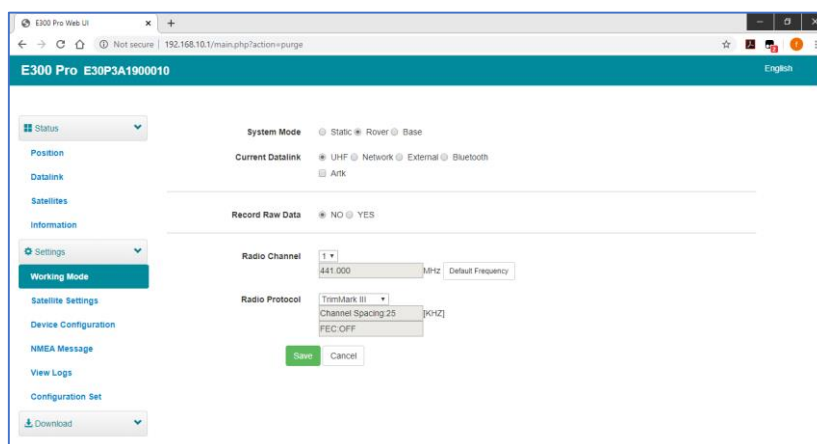 E300 Pro Web UI
Not secure | 192.168.10.1/main.php?action=purge
E300 Pro E30P3A1900010
English
Status
Position
Datalink
Satellites
Information
Settings
Working Mode
Satellite Settings
Device Configuration
NMEA Message
View Logs
Configuration Set
Download
System Mode Static Rover Base
Current Datalink UHF Network External Bluetooth
Artk
Record Raw Data NO YES
Radio Channel 1
441.000 MHz Default Frequency
Radio Protocol TrimMark III
Channel Spacing:25 [KHZ]
FEC:OFF
Save Cancel